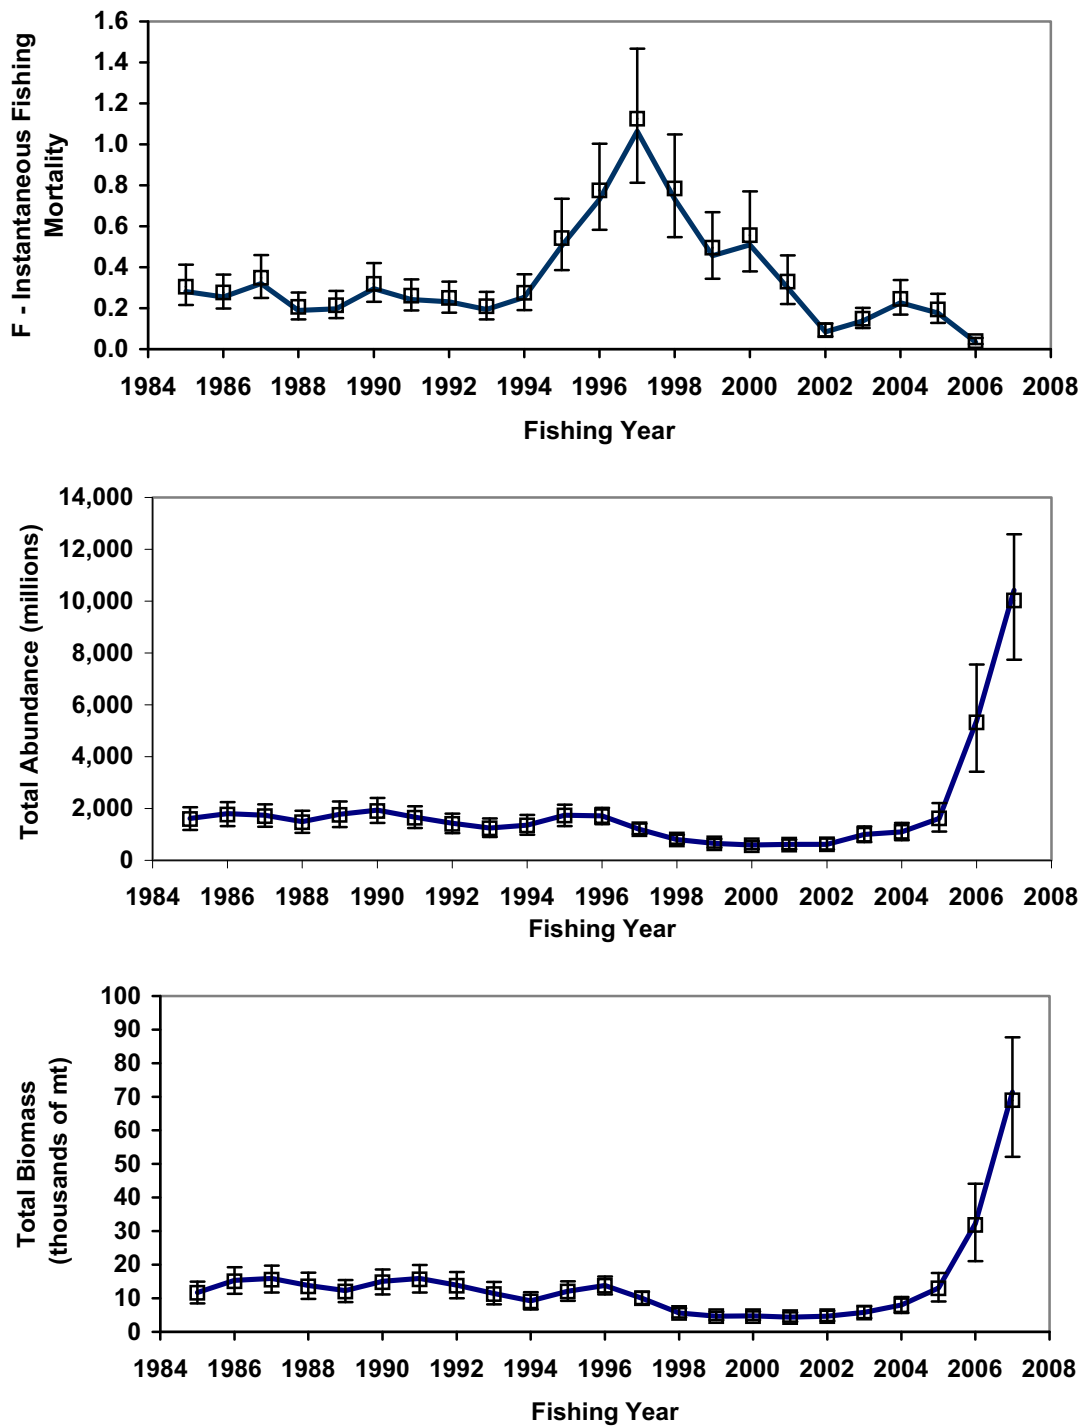 F - Instantaneous Fishing
Mortality
1.6
1.4
1.2
1.0
0.8
0.6
0.4
0.2
0.0
1984 1986 1988 1990 1992 1994 1996 1998 2000 2002 2004 2006 2008
Fishing Year
Total Abundance (millions)
14,000
12,000
10,000
8,000
6,000
4,000
2,000
0
1984 1986 1988 1990 1992 1994 1996 1998 2000 2002 2004 2006 2008
Fishing Year
Total Biomass
(thousands of mt)
100
90
80
70
60
50
40
30
20
10
0
1984 1986 1988 1990 1992 1994 1996 1998 2000 2002 2004 2006 2008
Fishing Year